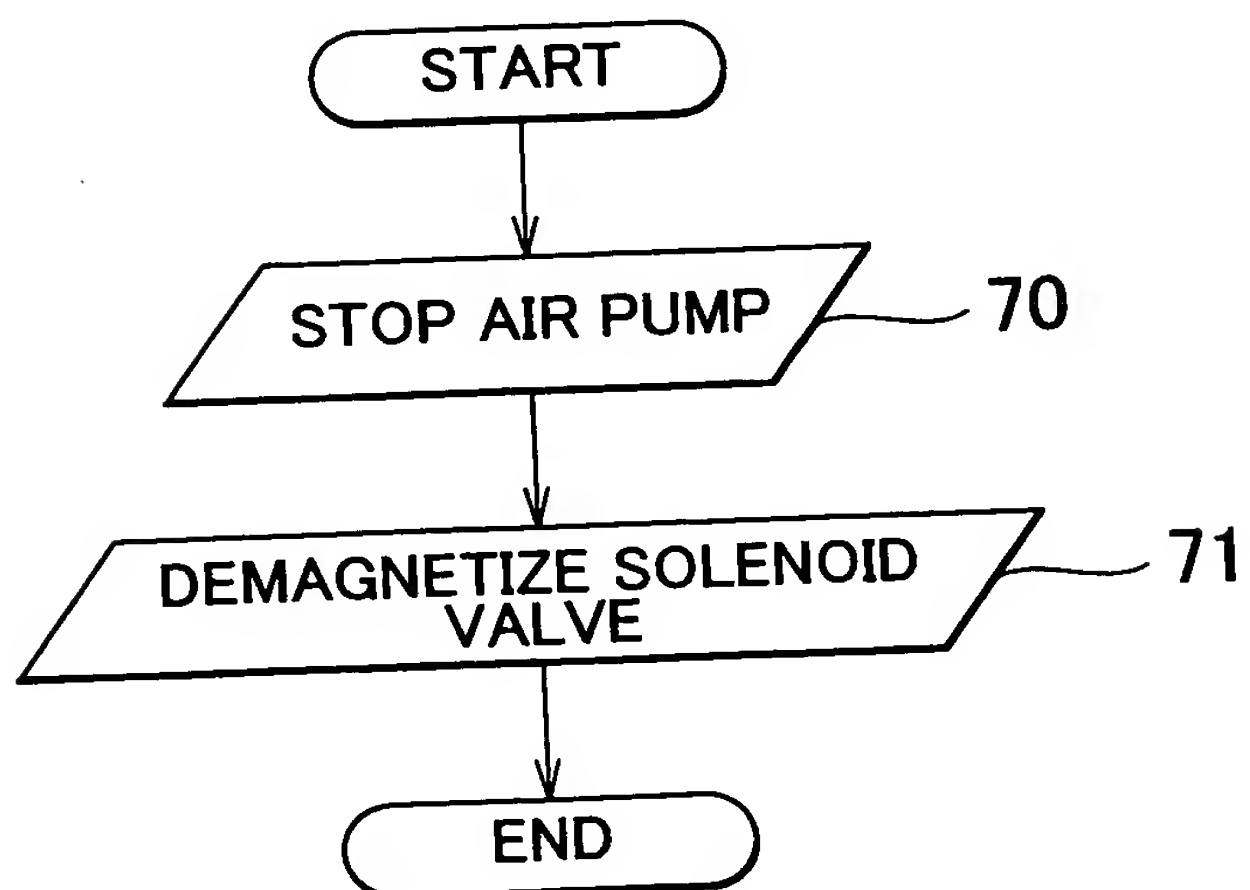 START
STOP AIR PUMP
70
DEMAGNETIZE SOLENOID
VALVE
71
END